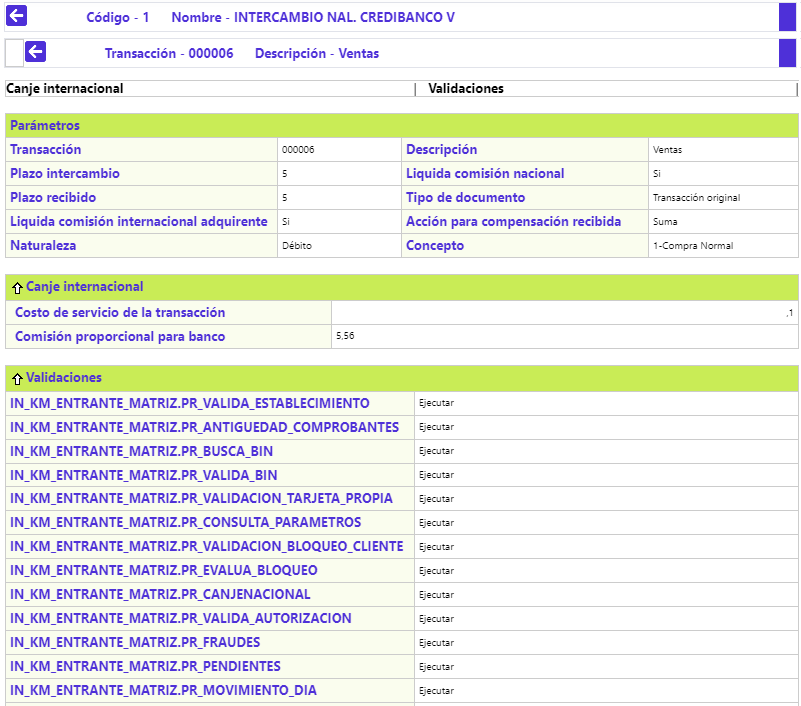 Código - 1 Nombre - INTERCAMBIO NAL. CREDIBANCO V
Transacción - 000006 Descripción - Ventas
Canje internacional | Validaciones |
Parámetros
Transacción 000006 Descripción Ventas
Plazo intercambio 5 Liquida comisión nacional Si
Plazo recibido 5 Tipo de documento Transacción original
Liquida comisión internacional adquirente Si Acción para compensación recibida Suma
Naturaleza Débito Concepto 1-Compra Normal
Canje internacional
Costo de servicio de la transacción ,1
Comisión proporcional para banco 5,56
Validaciones
IN_KM_ENTRANTE_MATRIZ.PR_VALIDA_ESTABLECIMIENTO Ejecutar
IN_KM_ENTRANTE_MATRIZ.PR_ANTIGUEDAD_COMPROBANTES Ejecutar
IN_KM_ENTRANTE_MATRIZ.PR_BUSCA_BIN Ejecutar
IN_KM_ENTRANTE_MATRIZ.PR_VALIDA_BIN Ejecutar
IN_KM_ENTRANTE_MATRIZ.PR_VALIDACION_TARJETA_PROPIA Ejecutar
IN_KM_ENTRANTE_MATRIZ.PR_CONSULTA_PARAMETROS Ejecutar
IN_KM_ENTRANTE_MATRIZ.PR_VALIDACION_BLOQUEO_CLIENTE Ejecutar
IN_KM_ENTRANTE_MATRIZ.PR_EVALUA_BLOQUEO Ejecutar
IN_KM_ENTRANTE_MATRIZ.PR_CANJENACIONAL Ejecutar
IN_KM_ENTRANTE_MATRIZ.PR_VALIDA_AUTORIZACION Ejecutar
IN_KM_ENTRANTE_MATRIZ.PR_FRAUDES Ejecutar
IN_KM_ENTRANTE_MATRIZ.PR_PENDIENTES Ejecutar
IN_KM_ENTRANTE_MATRIZ.PR_MOVIMIENTO_DIA Ejecutar